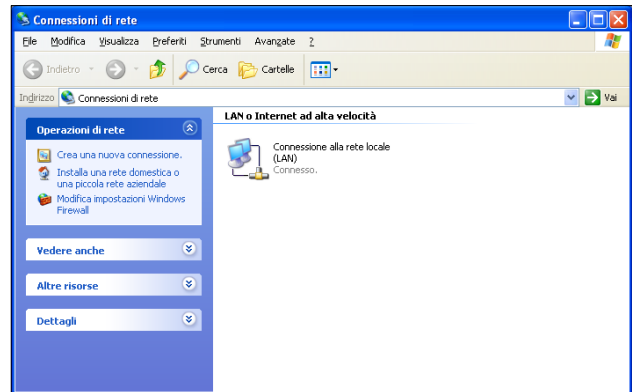 Connessioni di rete
File Modifica Visualizza Preferiti Strumenti Avanzate ?
Indietro Cerca Cartelle
Indirizzo Connessioni di rete Vai
Operazioni di rete
Crea una nuova connessione.
Installa una rete domestica o
una piccola rete aziendale
Modifica impostazioni Windows
Firewall
Vedere anche
Altre risorse
Dettagli
LAN o Internet ad alta velocità
Connessione alla rete locale
(LAN)
Connesso.